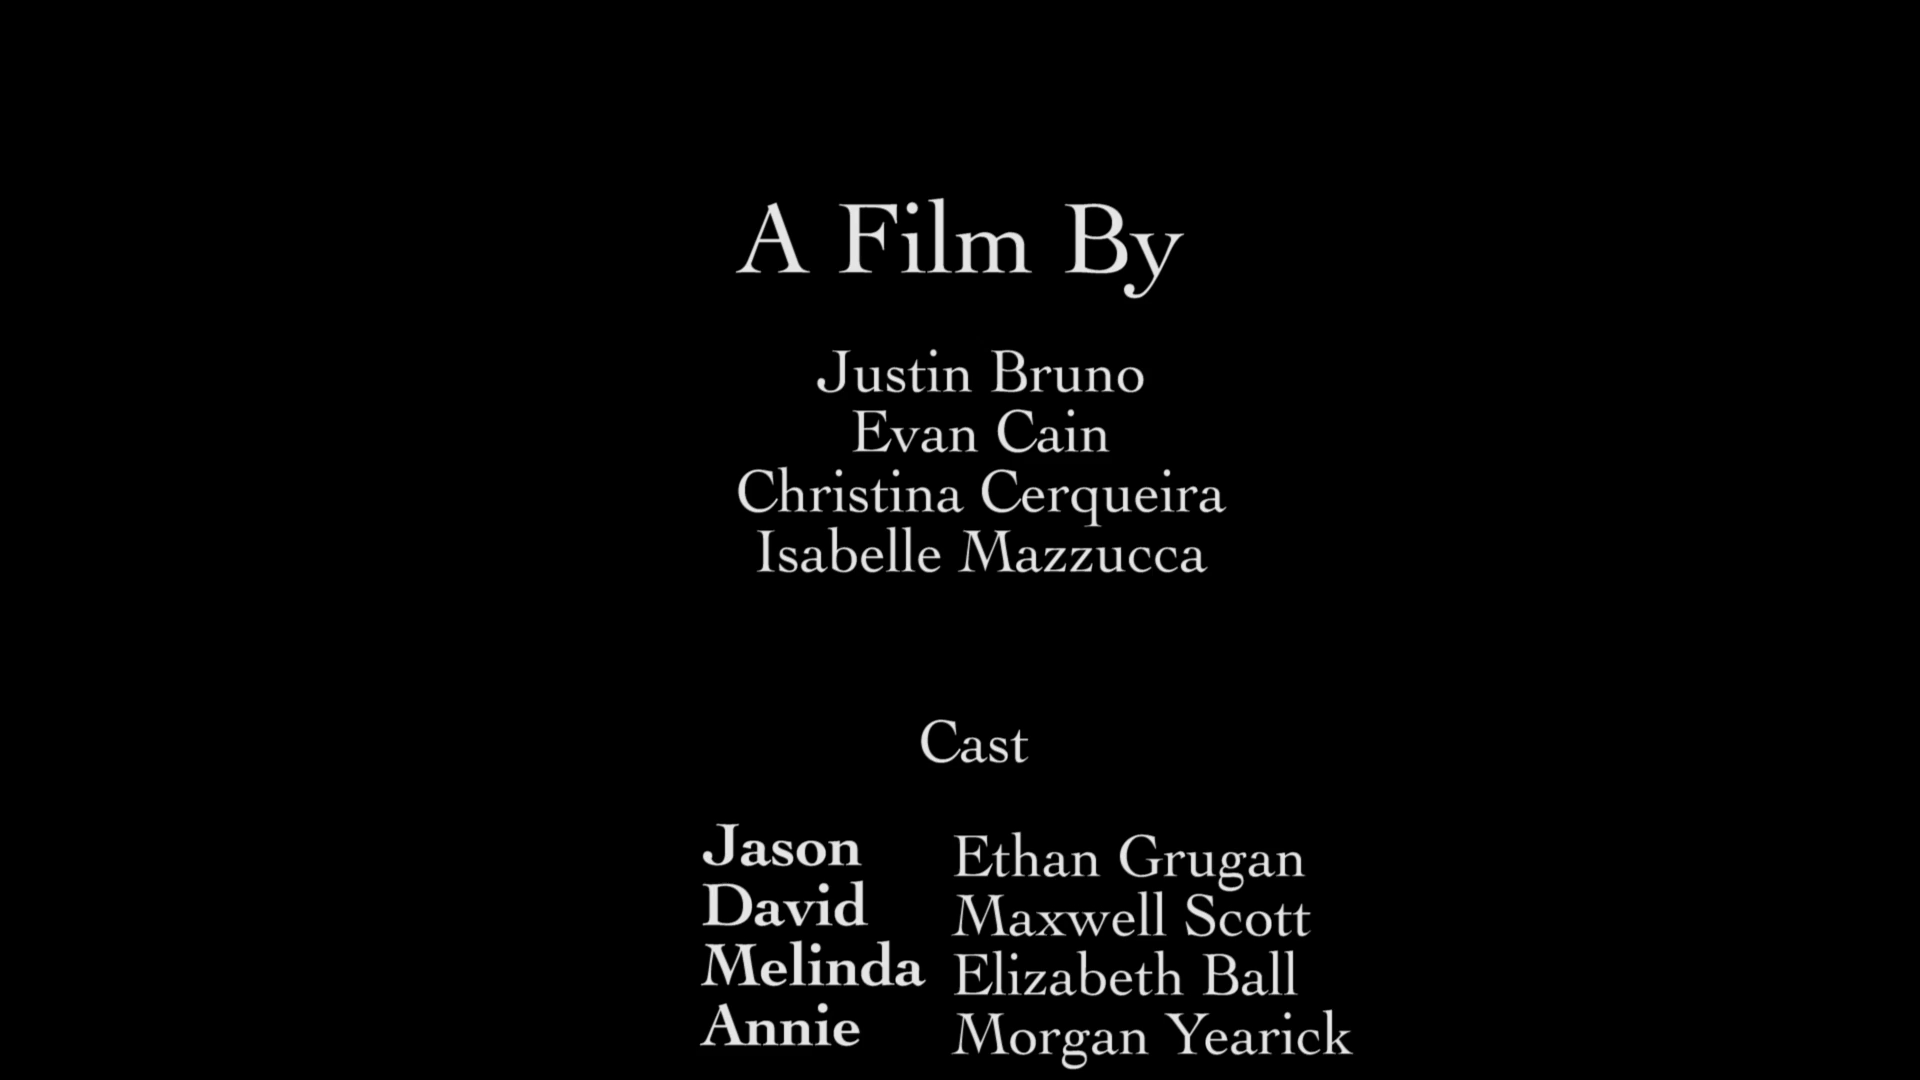 A Film By
Justin Bruno
Evan Cain
Christina Cerqueira
Isabelle Mazzucca
Cast
Jason Ethan Grugan
David Maxwell Scott
Melinda Elizabeth Ball
Annie Morgan Yearick